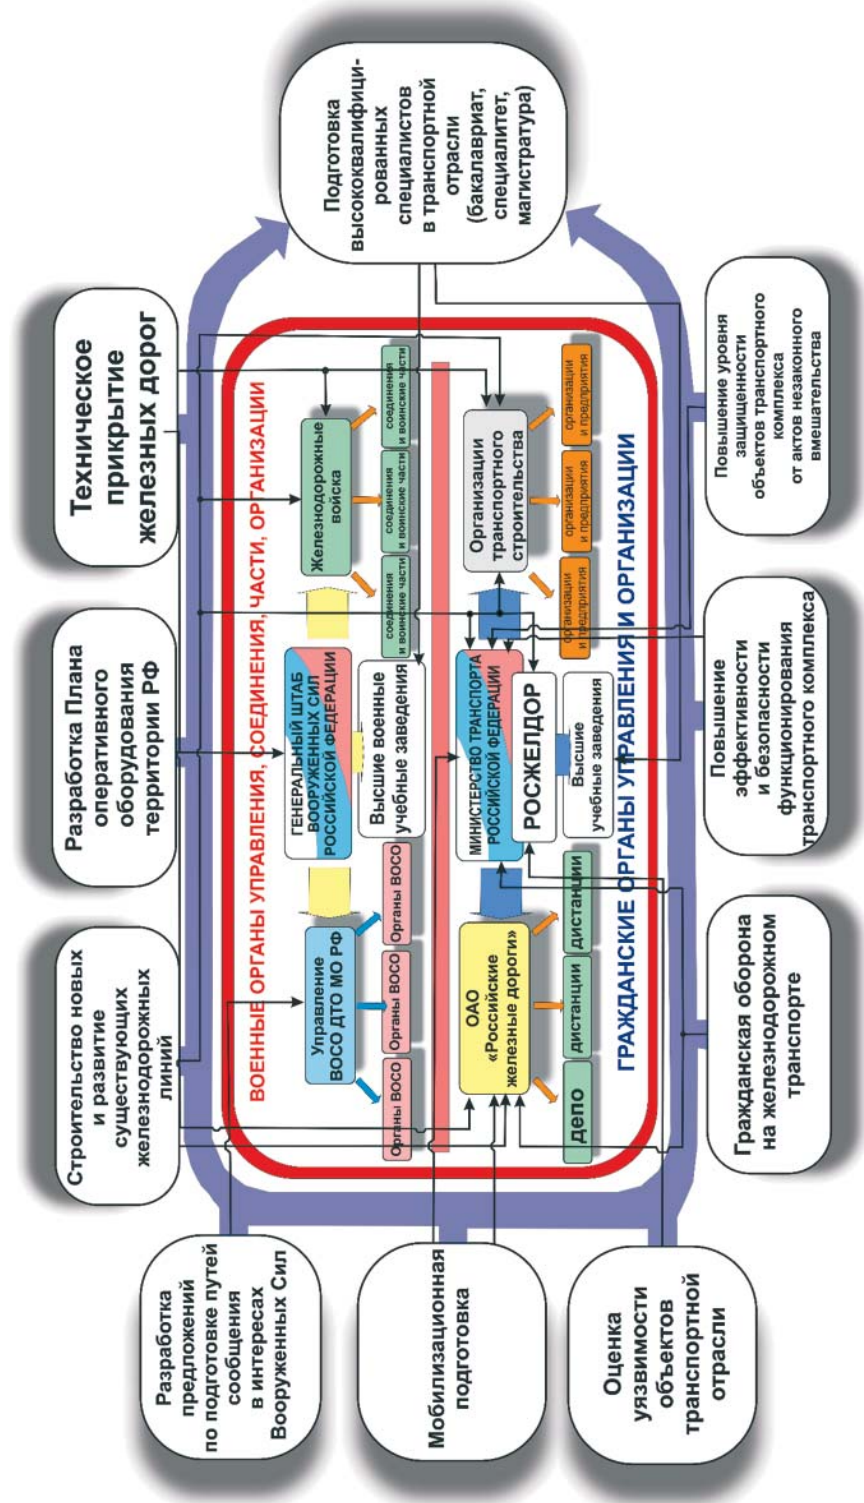 Разработка
предложений
по подготовке путей
сообщения
в интересах
Вооруженных Сил
Строительство новых
и развитие
существующих
железнодорожных
линий
Разработка Плана
оперативного
оборудования
территории РФ
Техническое
прикрытие
железных дорог
Подготовка
высококвалифици-
рованных
специалистов
в транспортной
отрасли
(бакалавриат,
специалитет,
магистратура)
ВОЕННЫЕ ОРГАНЫ УПРАВЛЕНИЯ, СОЕДИНЕНИЯ, ЧАСТИ, ОРГАНИЗАЦИИ
Управление
ВОСО ДТО МО РФ
Органы ВОСО
Органы ВОСО
Органы ВОСО
ГЕНЕРАЛЬНЫЙ ШТАБ
ВООРУЖЕННЫХ СИЛ
РОССИЙСКОЙ ФЕДЕРАЦИИ
Высшие военные
учебные заведения
Железнодорожные
войска
соединения
и воинские части
соединения
и воинские части
соединения
и воинские части
Мобилизационная
подготовка
ОАО
«Российские
железные дороги»
депо
дистанции
дистанции
МИНИСТЕРСТВО ТРАНСПОРТА
РОССИЙСКОЙ ФЕДЕРАЦИИ
РОСЖЕЛДОР
Высшие
учебные заведения
Организации
транспортного
строительства
организации
и предприятия
организации
и предприятия
организации
и предприятия
ГРАЖДАНСКИЕ ОРГАНЫ УПРАВЛЕНИЯ И ОРГАНИЗАЦИИ
Оценка
уязвимости
объектов
транспортной
отрасли
Гражданская оборона
на железнодорожном
транспорте
Повышение
эффективности
и безопасности
функционирования
транспортного комплекса
Повышение уровня
защищенности
объектов транспортного
комплекса
от актов незаконного
вмешательства